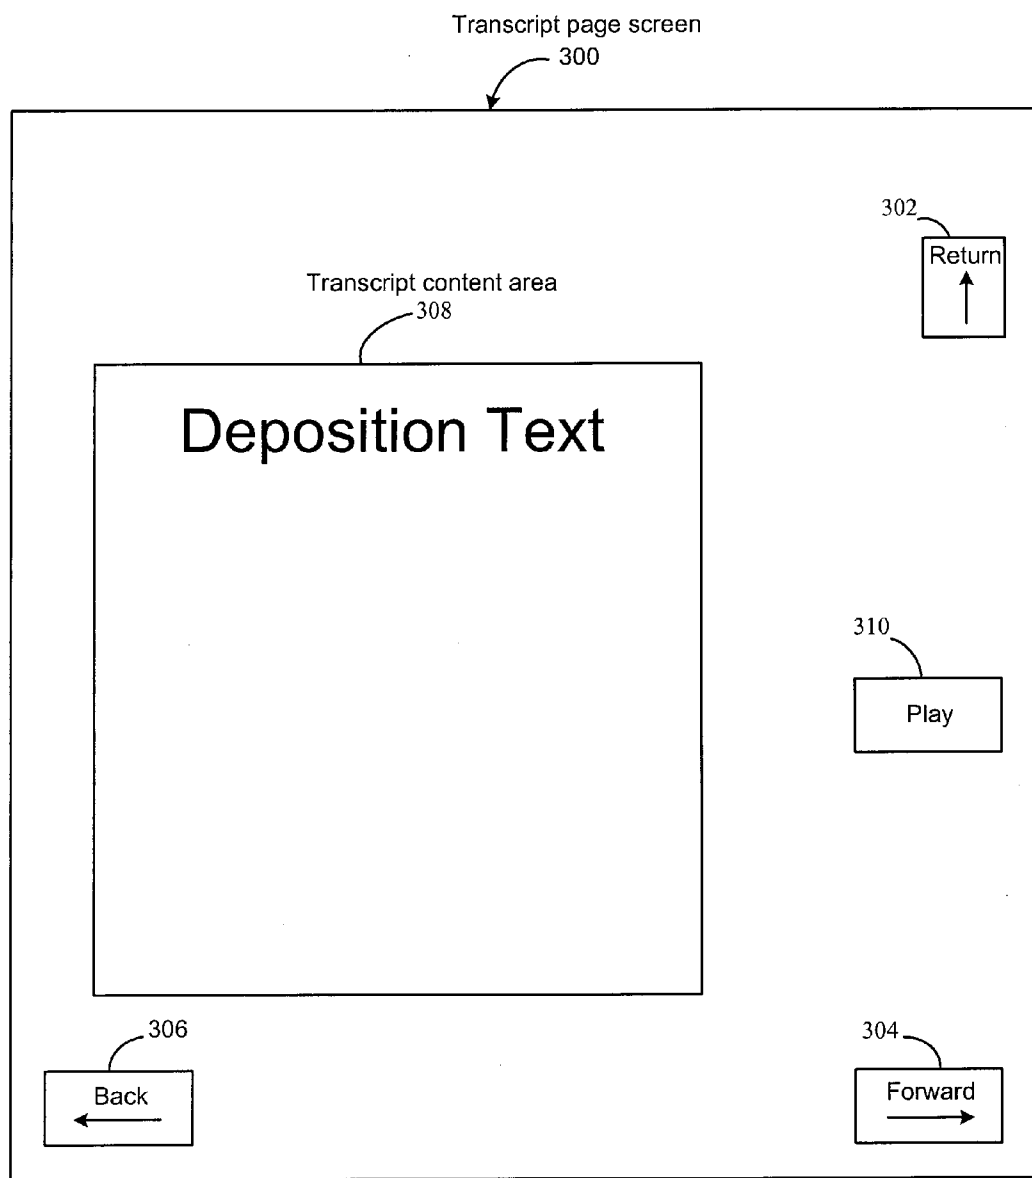 Transcript page screen
300
302
Return
Transcript content area
308
Deposition Text
310
Play
306
Back
304
Forward